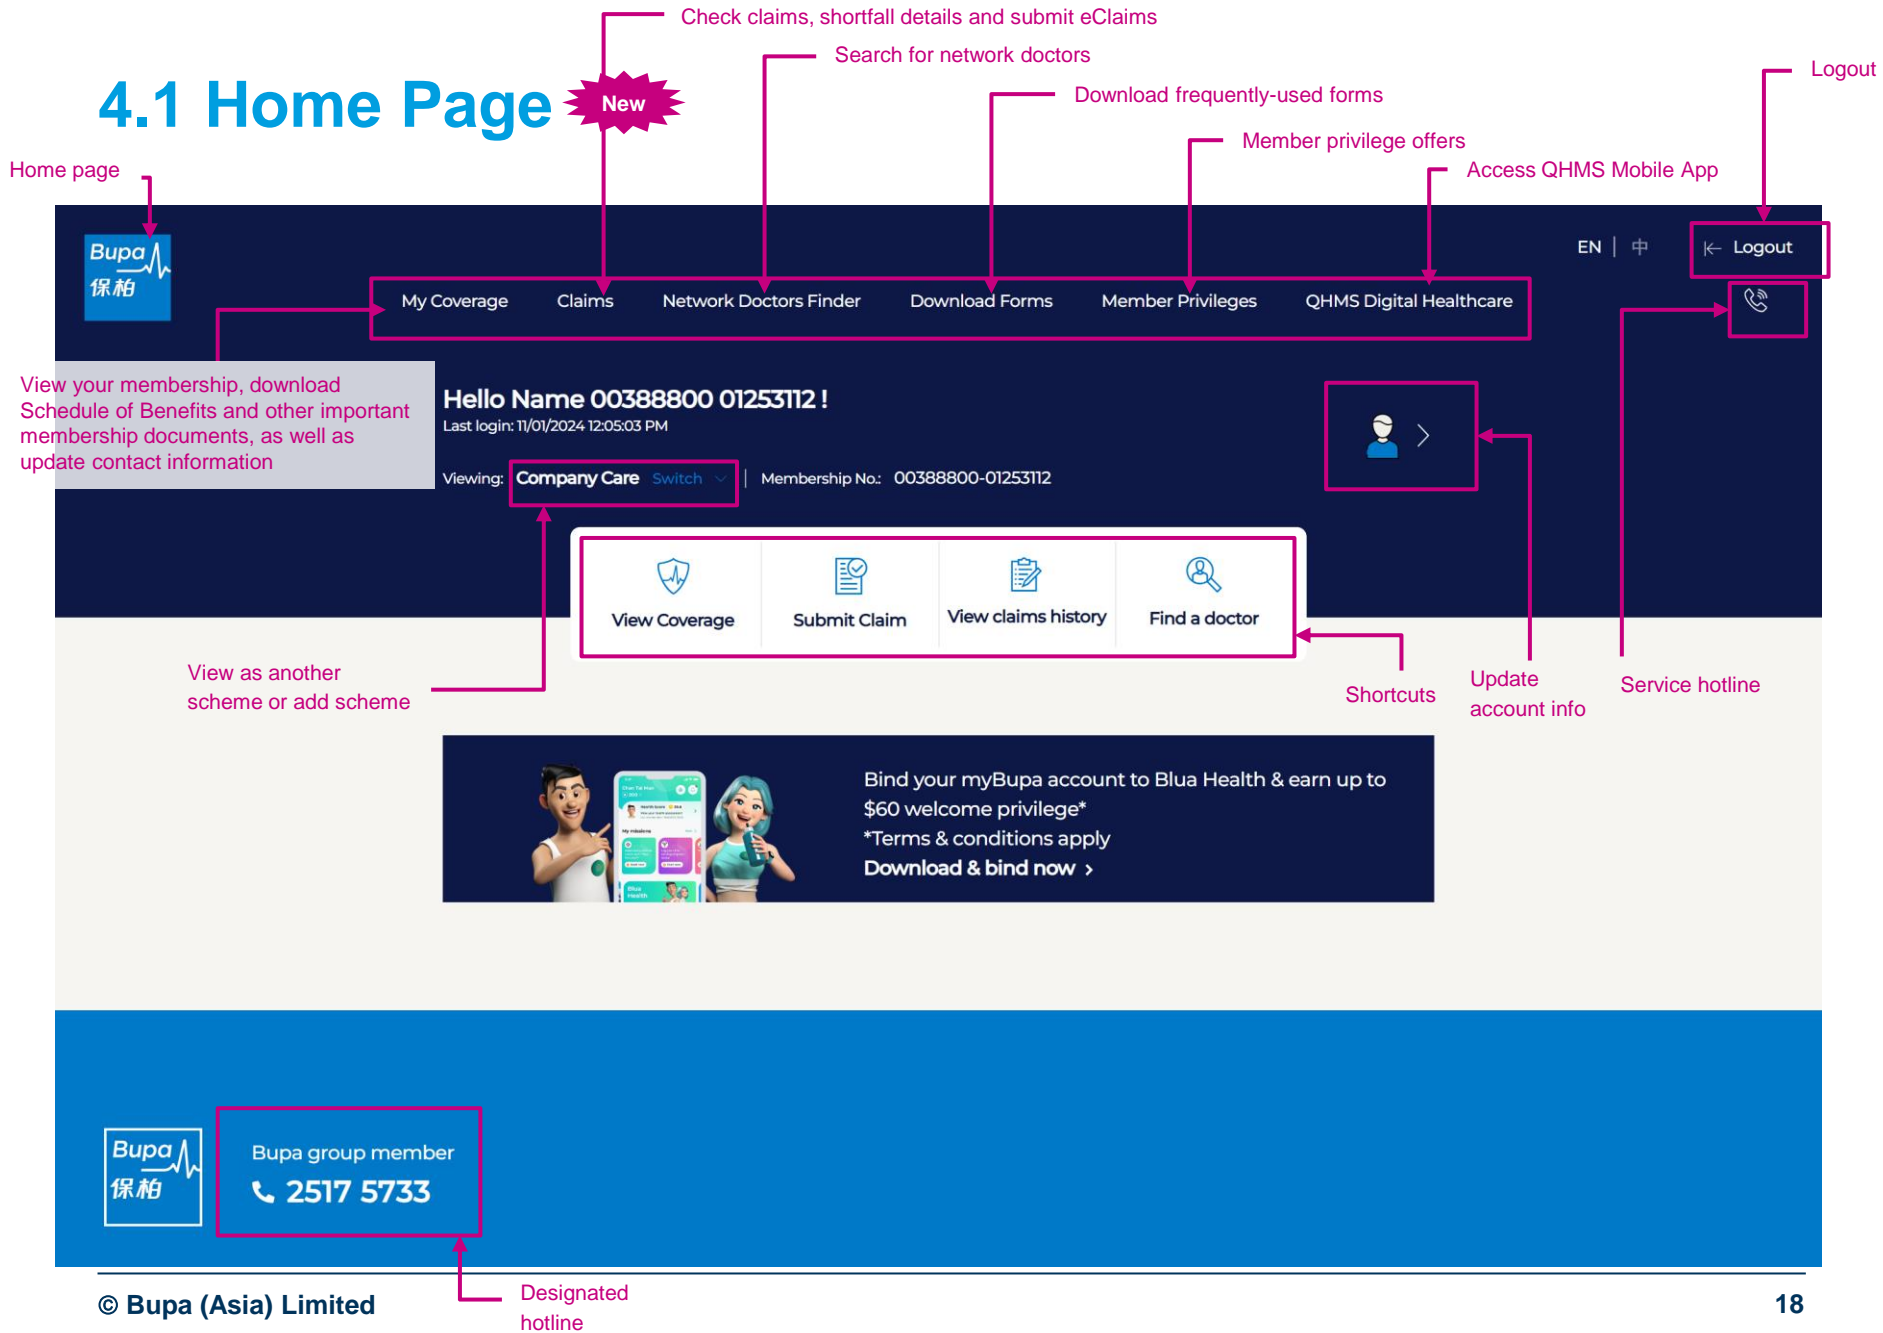 Check claims, shortfall details and submit eClaims
Search for network doctors
Logout
4.1 Home Page
New
Download frequently-used forms
Member privilege offers
Home page
Access QHMS Mobile App
Bupa
保柏
EN | 中
Logout
My Coverage
Claims
Network Doctors Finder
Download Forms
Member Privileges
QHMS Digital Healthcare
View your membership, download
Schedule of Benefits and other important
membership documents, as well as
update contact information
Hello Name 00388800 01253112 !
Last login: 11/01/2024 12:05:03 PM
Viewing: Company Care Switch | Membership No.: 00388800-01253112
View Coverage
Submit Claim
View claims history
Find a doctor
View as another
scheme or add scheme
Shortcuts
Update
account info
Service hotline
My missions
Blua
Health
Bind your myBupa account to Blua Health & earn up to
$60 welcome privilege*
*Terms & conditions apply
Download & bind now >
Bupa
保柏
Bupa group member
2517 5733
Designated
hotline
© Bupa (Asia) Limited
18